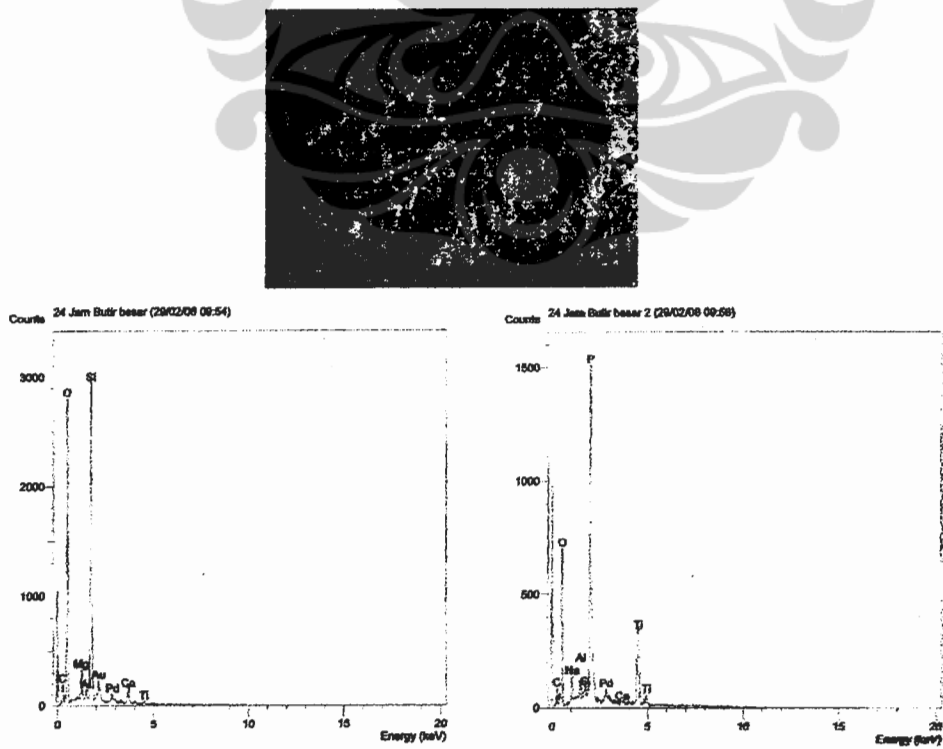 Counts 24 Jam Butir besar (29/02/08 09:54)
3000
Si
O
2000
1000
Mg
Au
Pd
Ca
Ti
C
0
0 5 10 15 20
Energy (keV)
Counts 24 Jam Butir besar 2 (29/02/08 09:58)
1500
P
1000
O
500
Ti
Al
Na
C
Si
Pd
Ca
Ti
0
0 5 10 15 20
Energy (keV)